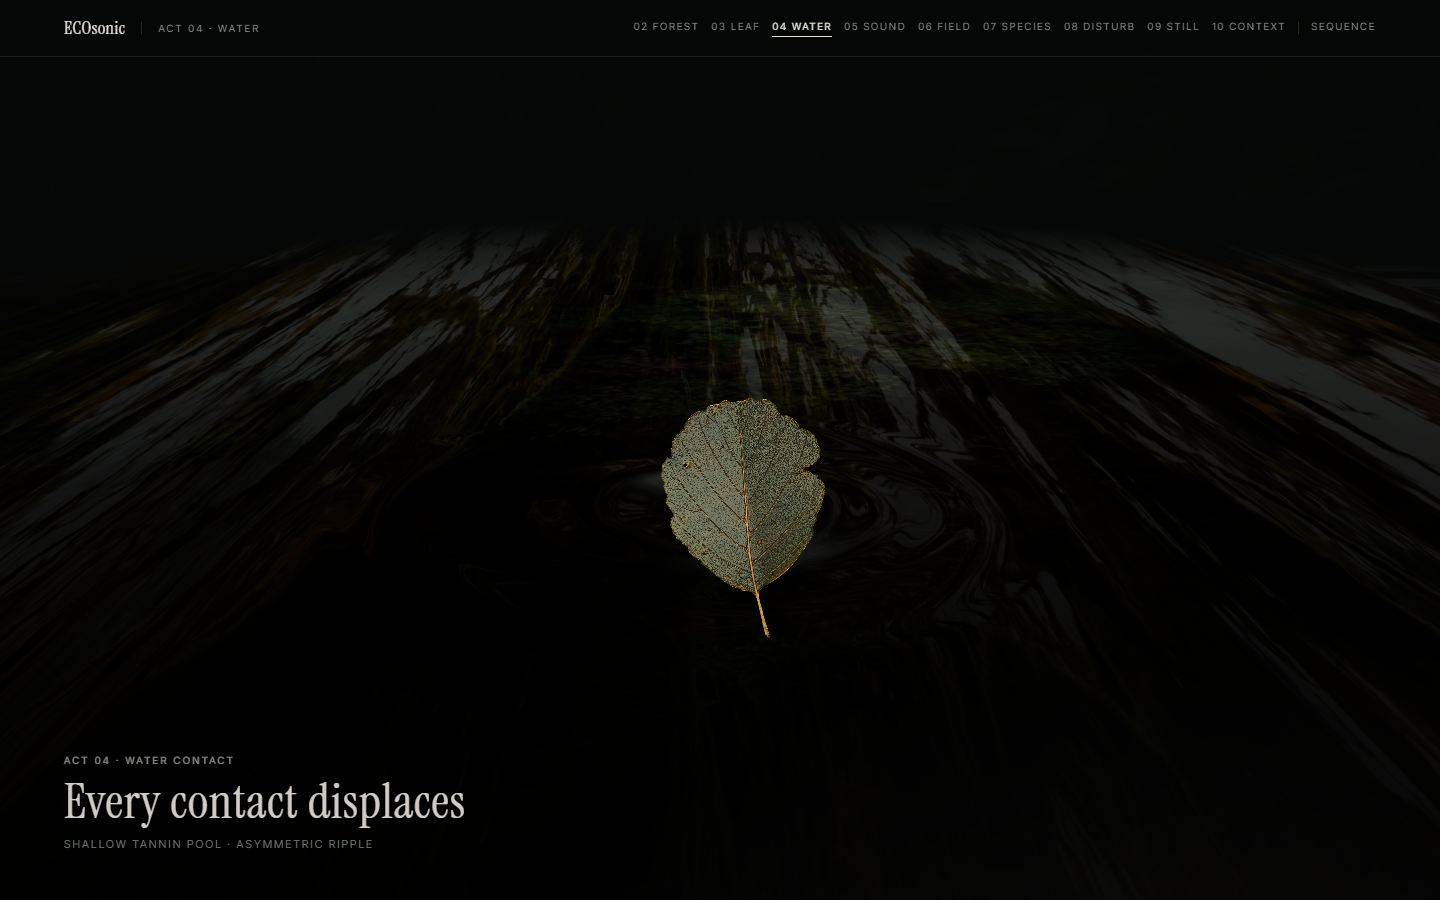 ECOsonic
ACT 04 · WATER
02 FOREST 03 LEAF 04 WATER 05 SOUND 06 FIELD 07 SPECIES 08 DISTURB 09 STILL 10 CONTEXT SEQUENCE
ACT 04 · WATER CONTACT
Every contact displaces
SHALLOW TANNIN POOL · ASYMMETRIC RIPPLE